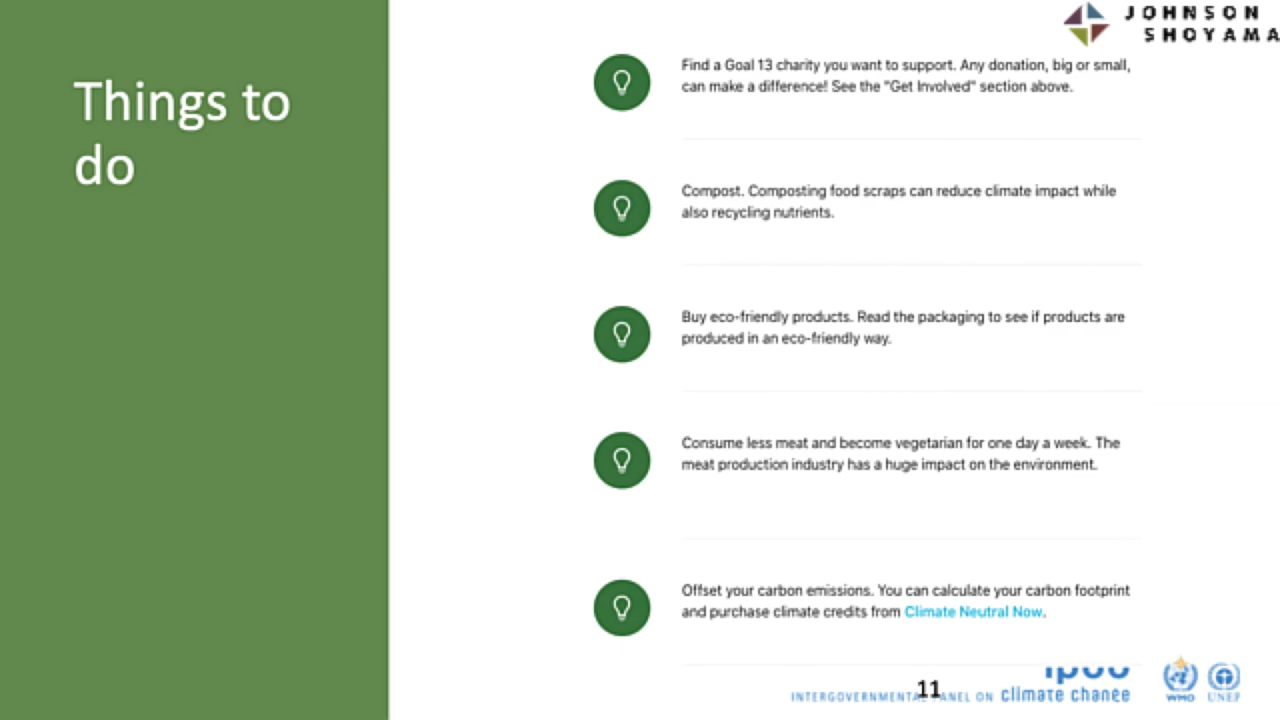 Things to
do
JOHNSON
SHOYAMA
Find a Goal 13 charity you want to support. Any donation, big or small,
can make a difference! See the "Get Involved" section above.
Compost. Composting food scraps can reduce climate impact while
also recycling nutrients.
Buy eco-friendly products. Read the packaging to see if products are
produced in an eco-friendly way.
Consume less meat and become vegetarian for one day a week. The
meat production industry has a huge impact on the environment.
Offset your carbon emissions. You can calculate your carbon footprint
and purchase climate credits from Climate Neutral Now.
ipcc
11
INTERGOVERNMENTAL PANEL ON climate change
WMO
UNEP